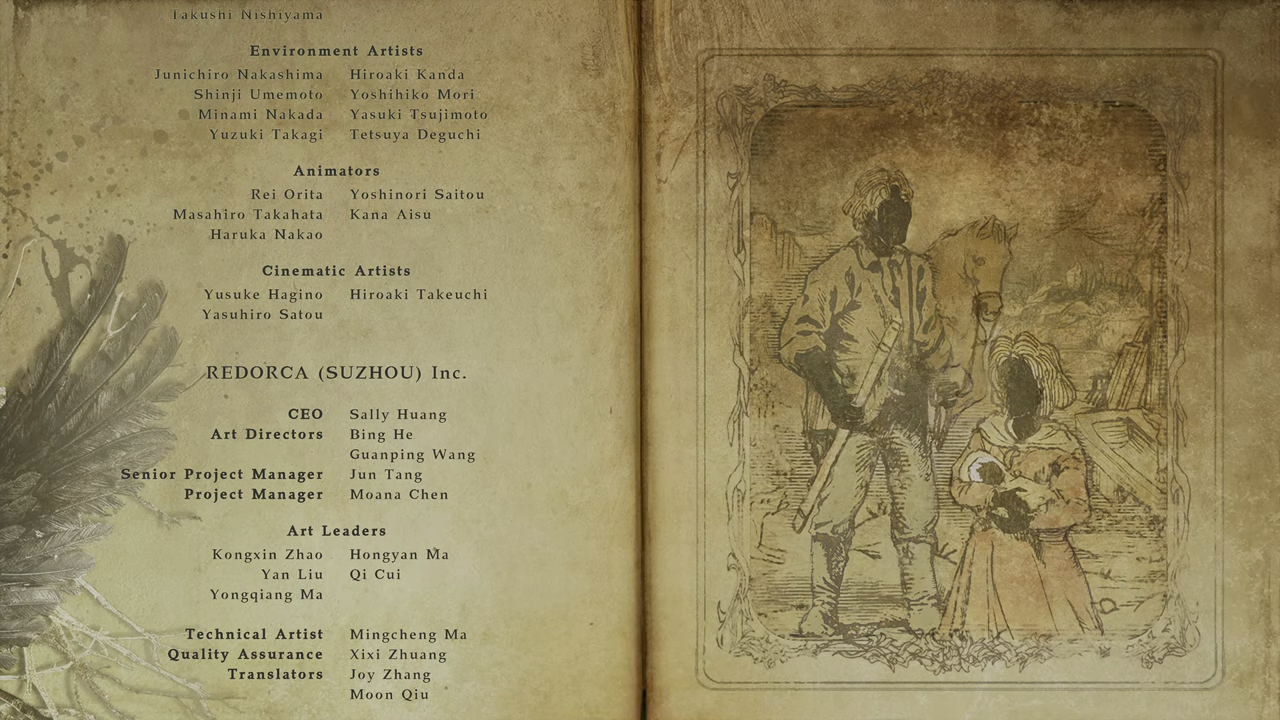 Takushi Nishiyama
Environment Artists
Junichiro Nakashima Hiroaki Kanda
Shinji Umemoto Yoshihiko Mori
Minami Nakada Yasuki Tsujimoto
Yuzuki Takagi Tetsuya Deguchi
Animators
Rei Orita Yoshinori Saitou
Masahiro Takahata Kana Aisu
Haruka Nakao
Cinematic Artists
Yusuke Hagino Hiroaki Takeuchi
Yasuhiro Satou
REDORCA (SUZHOU) Inc.
CEO Sally Huang
Art Directors Bing He
Guanping Wang
Senior Project Manager Jun Tang
Project Manager Moana Chen
Art Leaders
Kongxin Zhao Hongyan Ma
Yan Liu Qi Cui
Yongqiang Ma
Technical Artist Mingcheng Ma
Quality Assurance Xixi Zhuang
Translators Joy Zhang
Moon Qiu